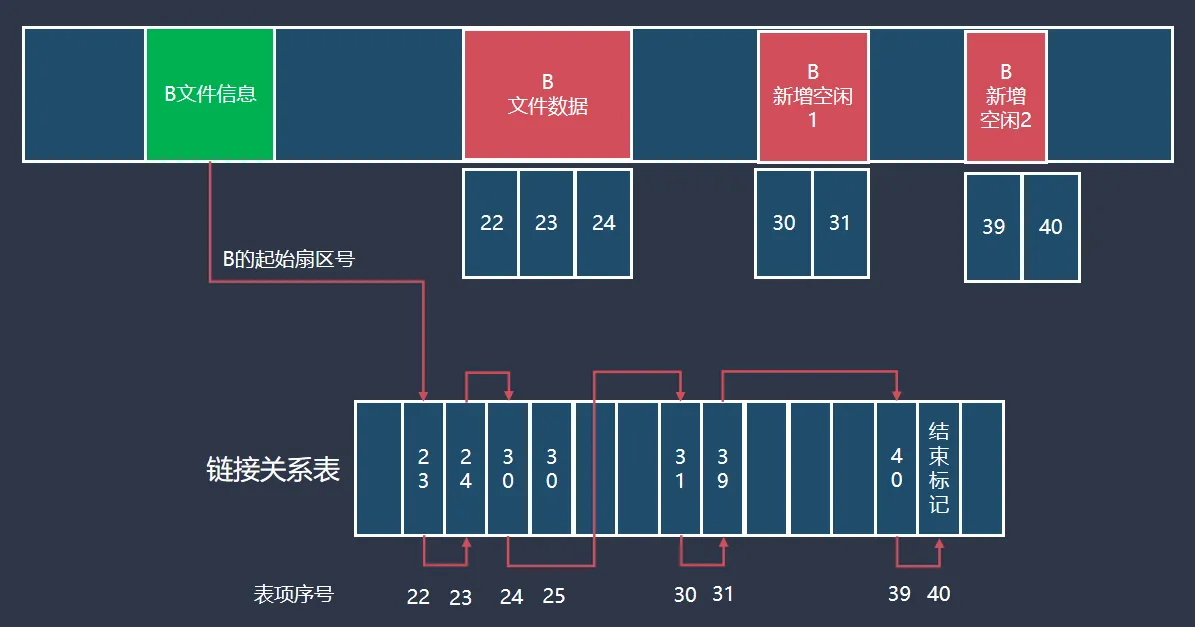 B文件信息
B
文件数据
B
新增空闲
1
B
新增
空闲2
22 23 24
30 31
39 40
B的起始扇区号
链接关系表
23 24 30 30 31 39 40 结束标记
表项序号
22 23 24 25 30 31 39 40